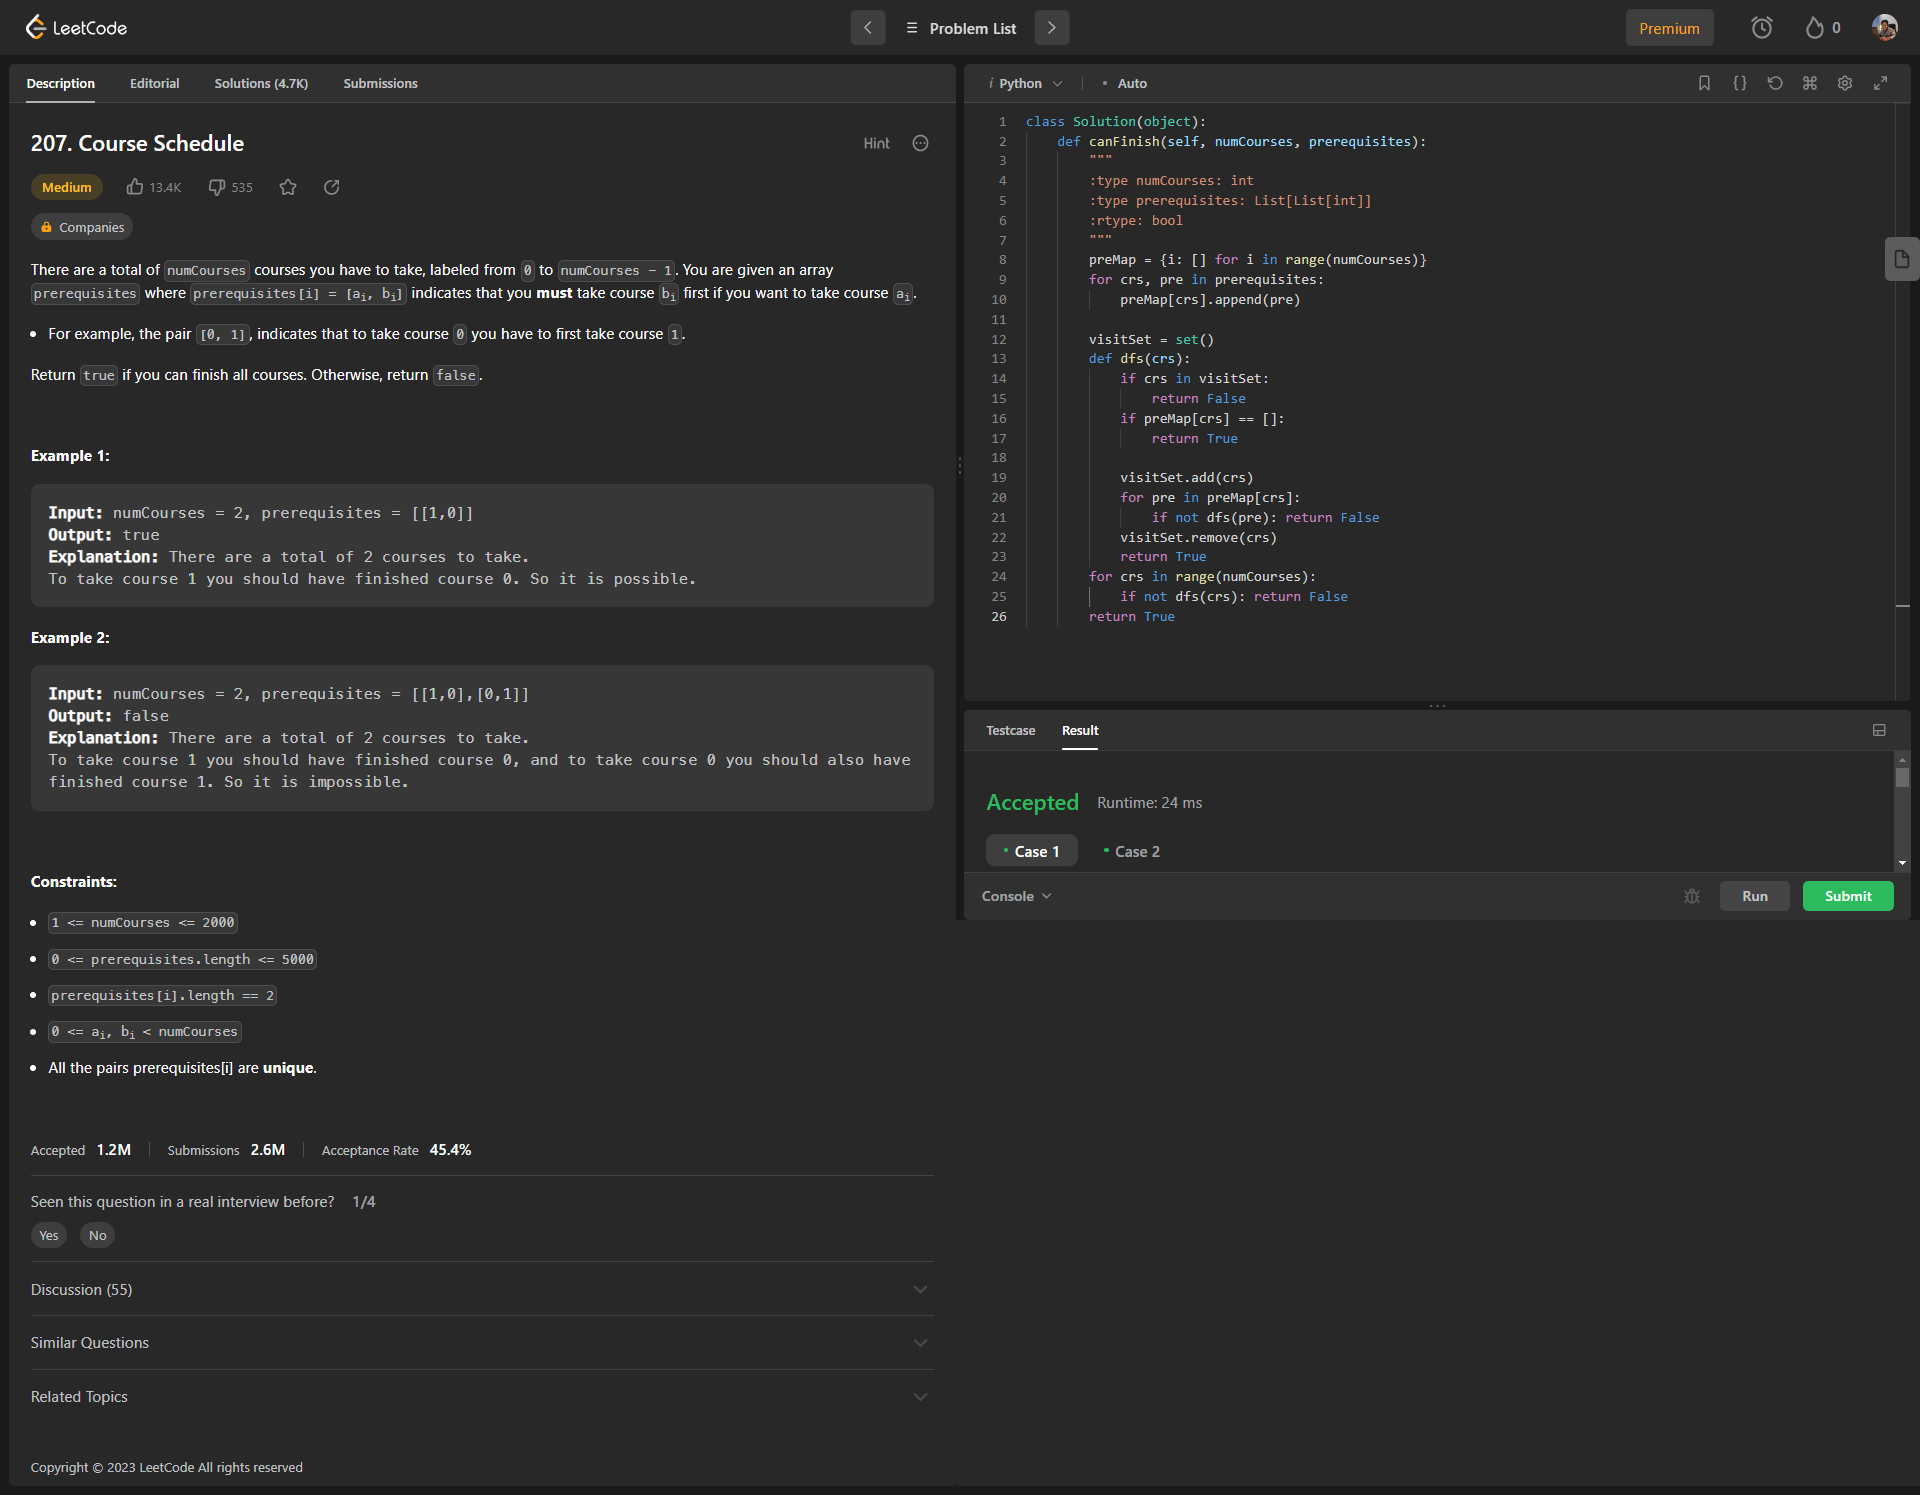 LeetCode
Problem List
Premium
0
Description
Editorial
Solutions (4.7K)
Submissions
207. Course Schedule
Hint
Medium
13.4K
535
Companies
There are a total of numCourses courses you have to take, labeled from 0 to numCourses - 1. You are given an array
prerequisites where prerequisites[i] = [ai, bi] indicates that you must take course bi first if you want to take course ai.
For example, the pair [0, 1], indicates that to take course 0 you have to first take course 1.
Return true if you can finish all courses. Otherwise, return false.
Example 1:
Input: numCourses = 2, prerequisites = [[1,0]]
Output: true
Explanation: There are a total of 2 courses to take.
To take course 1 you should have finished course 0. So it is possible.
Example 2:
Input: numCourses = 2, prerequisites = [[1,0],[0,1]]
Output: false
Explanation: There are a total of 2 courses to take.
To take course 1 you should have finished course 0, and to take course 0 you should also have
finished course 1. So it is impossible.
Constraints:
1 <= numCourses <= 2000
0 <= prerequisites.length <= 5000
prerequisites[i].length == 2
0 <= ai, bi < numCourses
All the pairs prerequisites[i] are unique.
Accepted 1.2M
Submissions 2.6M
Acceptance Rate 45.4%
Seen this question in a real interview before? 1/4
Yes
No
Discussion (55)
Similar Questions
Related Topics
Copyright © 2023 LeetCode All rights reserved
i Python
Auto
1 class Solution(object):
2 def canFinish(self, numCourses, prerequisites):
3 """
4 :type numCourses: int
5 :type prerequisites: List[List[int]]
6 :rtype: bool
7 """
8 preMap = {i: [] for i in range(numCourses)}
9 for crs, pre in prerequisites:
10 preMap[crs].append(pre)
11
12 visitSet = set()
13 def dfs(crs):
14 if crs in visitSet:
15 return False
16 if preMap[crs] == []:
17 return True
18
19 visitSet.add(crs)
20 for pre in preMap[crs]:
21 if not dfs(pre): return False
22 visitSet.remove(crs)
23 return True
24 for crs in range(numCourses):
25 if not dfs(crs): return False
26 return True
Testcase
Result
Accepted
Runtime: 24 ms
Case 1
Case 2
Console
Run
Submit